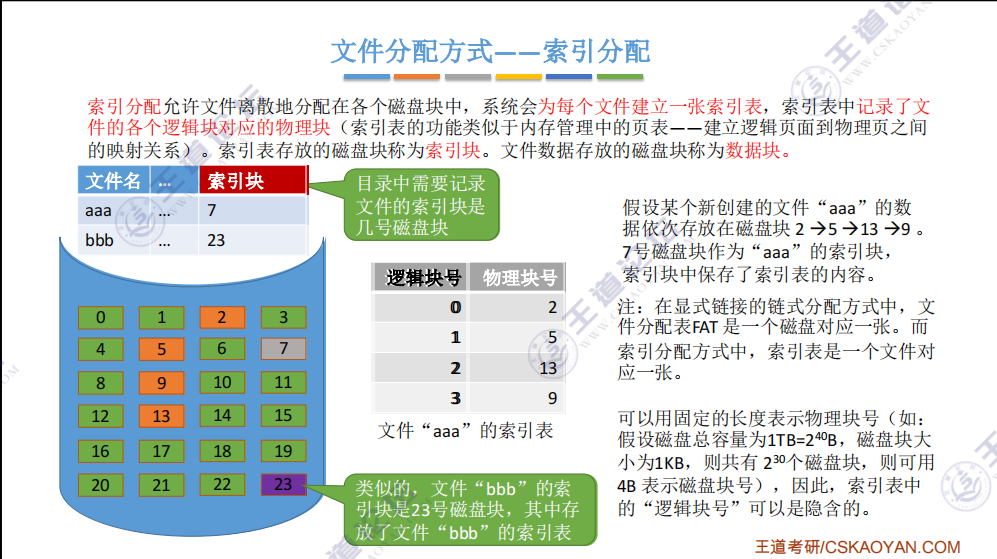 文件分配方式——索引分配
索引分配允许文件离散地分配在各个磁盘块中，系统会为每个文件建立一张索引表，索引表中记录了文
件的各个逻辑块对应的物理块（索引表的功能类似于内存管理中的页表——建立逻辑页面到物理页之间
的映射关系）。索引表存放的磁盘块称为索引块。文件数据存放的磁盘块称为数据块。
文件名 … 索引块
aaa … 7
bbb … 23
目录中需要记录
文件的索引块是
几号磁盘块
0 1 2 3
4 5 6 7
8 9 10 11
12 13 14 15
16 17 18 19
20 21 22 23
逻辑块号 物理块号
0 2
1 5
2 13
3 9
文件“aaa”的索引表
类似的，文件“bbb”的索
引块是23号磁盘块，其中存
放了文件“bbb”的索引表
假设某个新创建的文件“aaa”的数
据依次存放在磁盘块 2 →5 →13 →9 。
7号磁盘块作为“aaa”的索引块，
索引块中保存了索引表的内容。
注：在显式链接的链式分配方式中，文
件分配表FAT 是一个磁盘对应一张。而
索引分配方式中，索引表是一个文件对
应一张。
可以用固定的长度表示物理块号（如：
假设磁盘总容量为1TB=2⁴⁰B，磁盘块大
小为1KB，则共有 2³⁰个磁盘块，则可用
4B 表示磁盘块号），因此，索引表中
的“逻辑块号”可以是隐含的。
王道考研/CSKAOYAN.COM